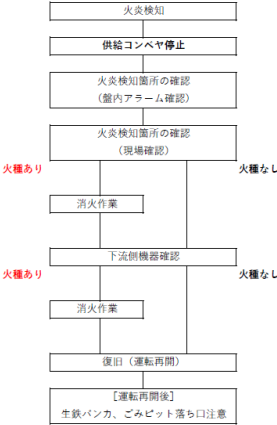 火炎検知
供給コンベヤ停止
火炎検知箇所の確認
（盤内アラーム確認）
火炎検知箇所の確認
（現場確認）
火種あり
火種なし
消火作業
下流側機器確認
火種あり
火種なし
消火作業
復旧（運転再開）
［運転再開後］
生鉄バンカ、ごみピット落ち口注意